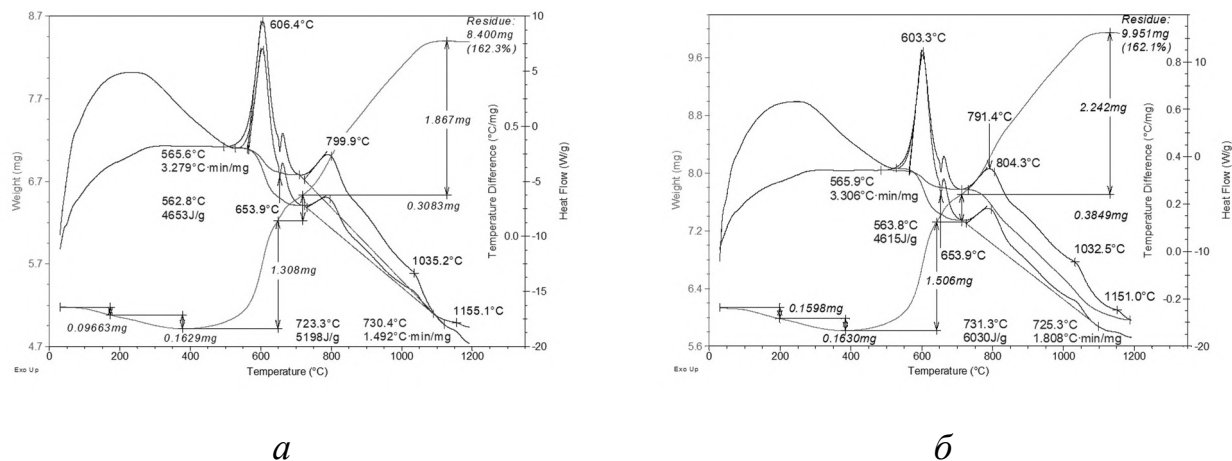 8.7
7.7
6.7
5.7
4.7
Weight (mg)
606.4°C
Residue:
8.400mg
(162.3%)
1.867mg
799.9°C
565.6°C
3.279°C·min/mg
562.8°C
4653J/g
653.9°C
0.3083mg
1.308mg
1035.2°C
1155.1°C
0.09663mg
0.1629mg
723.3°C
5198J/g
730.4°C
1.492°C·min/mg
10
5
0
-5
-10
-15
-20
0.5
0.0
Temperature Difference (°C/mg)
Heat Flow (W/g)
0 200 400 600 800 1000 1200
Exo Up
Temperature (°C)
а
9.6
8.8
8.0
7.2
6.4
5.6
Weight (mg)
603.3°C
Residue:
9.951mg
(162.1%)
2.242mg
791.4°C
804.3°C
565.9°C
3.306°C·min/mg
563.8°C
4615J/g
653.9°C
0.3849mg
1.506mg
1032.5°C
1151.0°C
0.1598mg
0.1630mg
731.3°C
6030J/g
725.3°C
1.808°C·min/mg
0.8
0.6
0.4
0.2
0.0
-0.2
10
0
-10
-20
Temperature Difference (°C/mg)
Heat Flow (W/g)
0 200 400 600 800 1000 1200
Exo Up
Temperature (°C)
б